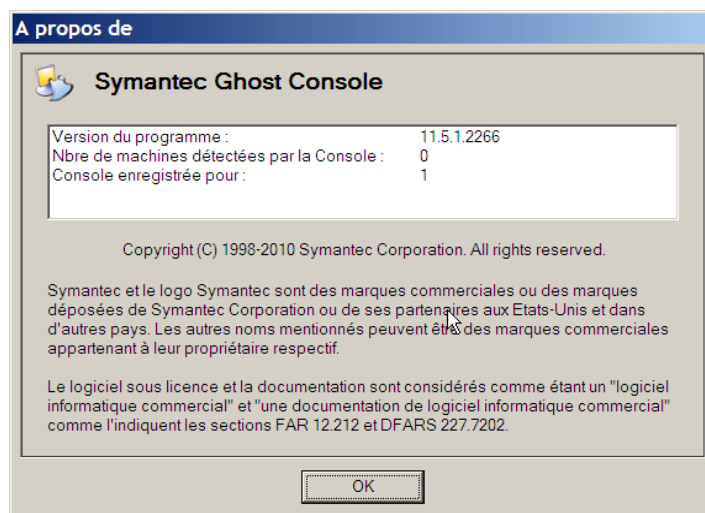 A propos de
Symantec Ghost Console
Version du programme : 11.5.1.2266
Nbre de machines détectées par la Console : 0
Console enregistrée pour : 1
Copyright (C) 1998-2010 Symantec Corporation. All rights reserved.
Symantec et le logo Symantec sont des marques commerciales ou des marques
déposées de Symantec Corporation ou de ses partenaires aux Etats-Unis et dans
d'autres pays. Les autres noms mentionnés peuvent être des marques commerciales
appartenant à leur propriétaire respectif.
Le logiciel sous licence et la documentation sont considérés comme étant un "logiciel
informatique commercial" et "une documentation de logiciel informatique commercial"
comme l'indiquent les sections FAR 12.212 et DFARS 227.7202.
OK